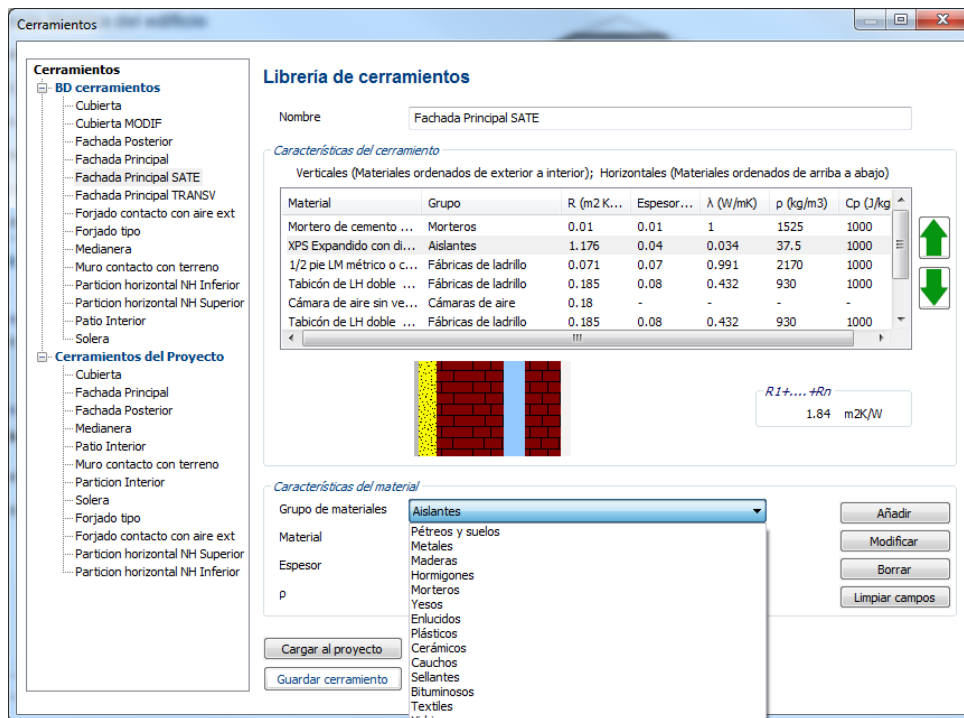 Cerramientos
Cerramientos
BD cerramientos
Cubierta
Cubierta MODIF
Fachada Posterior
Fachada Principal
Fachada Principal SATE
Fachada Principal TRANSV
Forjado contacto con aire ext
Forjado tipo
Medianera
Muro contacto con terreno
Particion horizontal NH Inferior
Particion horizontal NH Superior
Patio Interior
Solera
Cerramientos del Proyecto
Cubierta
Fachada Principal
Fachada Posterior
Medianera
Patio Interior
Muro contacto con terreno
Particion Interior
Solera
Forjado tipo
Forjado contacto con aire ext
Particion horizontal NH Superior
Particion horizontal NH Inferior
Librería de cerramientos
Nombre Fachada Principal SATE
Características del cerramiento
Verticales (Materiales ordenados de exterior a interior); Horizontales (Materiales ordenados de arriba a abajo)
Material Grupo R (m2 K... Espesor... λ (W/mK) ρ (kg/m3) Cp (J/kg
Mortero de cemento ... Morteros 0.01 0.01 1 1525 1000
XPS Expandido con di... Aislantes 1.176 0.04 0.034 37.5 1000
1/2 pie LM métrico o c... Fábricas de ladrillo 0.071 0.07 0.991 2170 1000
Tabicón de LH doble ... Fábricas de ladrillo 0.185 0.08 0.432 930 1000
Cámara de aire sin ve... Cámaras de aire 0.18 - - - -
Tabicón de LH doble ... Fábricas de ladrillo 0.185 0.08 0.432 930 1000
R1+....+Rn
1.84 m2K/W
Características del material
Grupo de materiales Aislantes
Material
Espesor
ρ
Pétreos y suelos
Metales
Maderas
Hormigones
Morteros
Yesos
Enlucidos
Plásticos
Cerámicos
Cauchos
Sellantes
Bituminosos
Textiles
Añadir
Modificar
Borrar
Limpiar campos
Cargar al proyecto
Guardar cerramiento